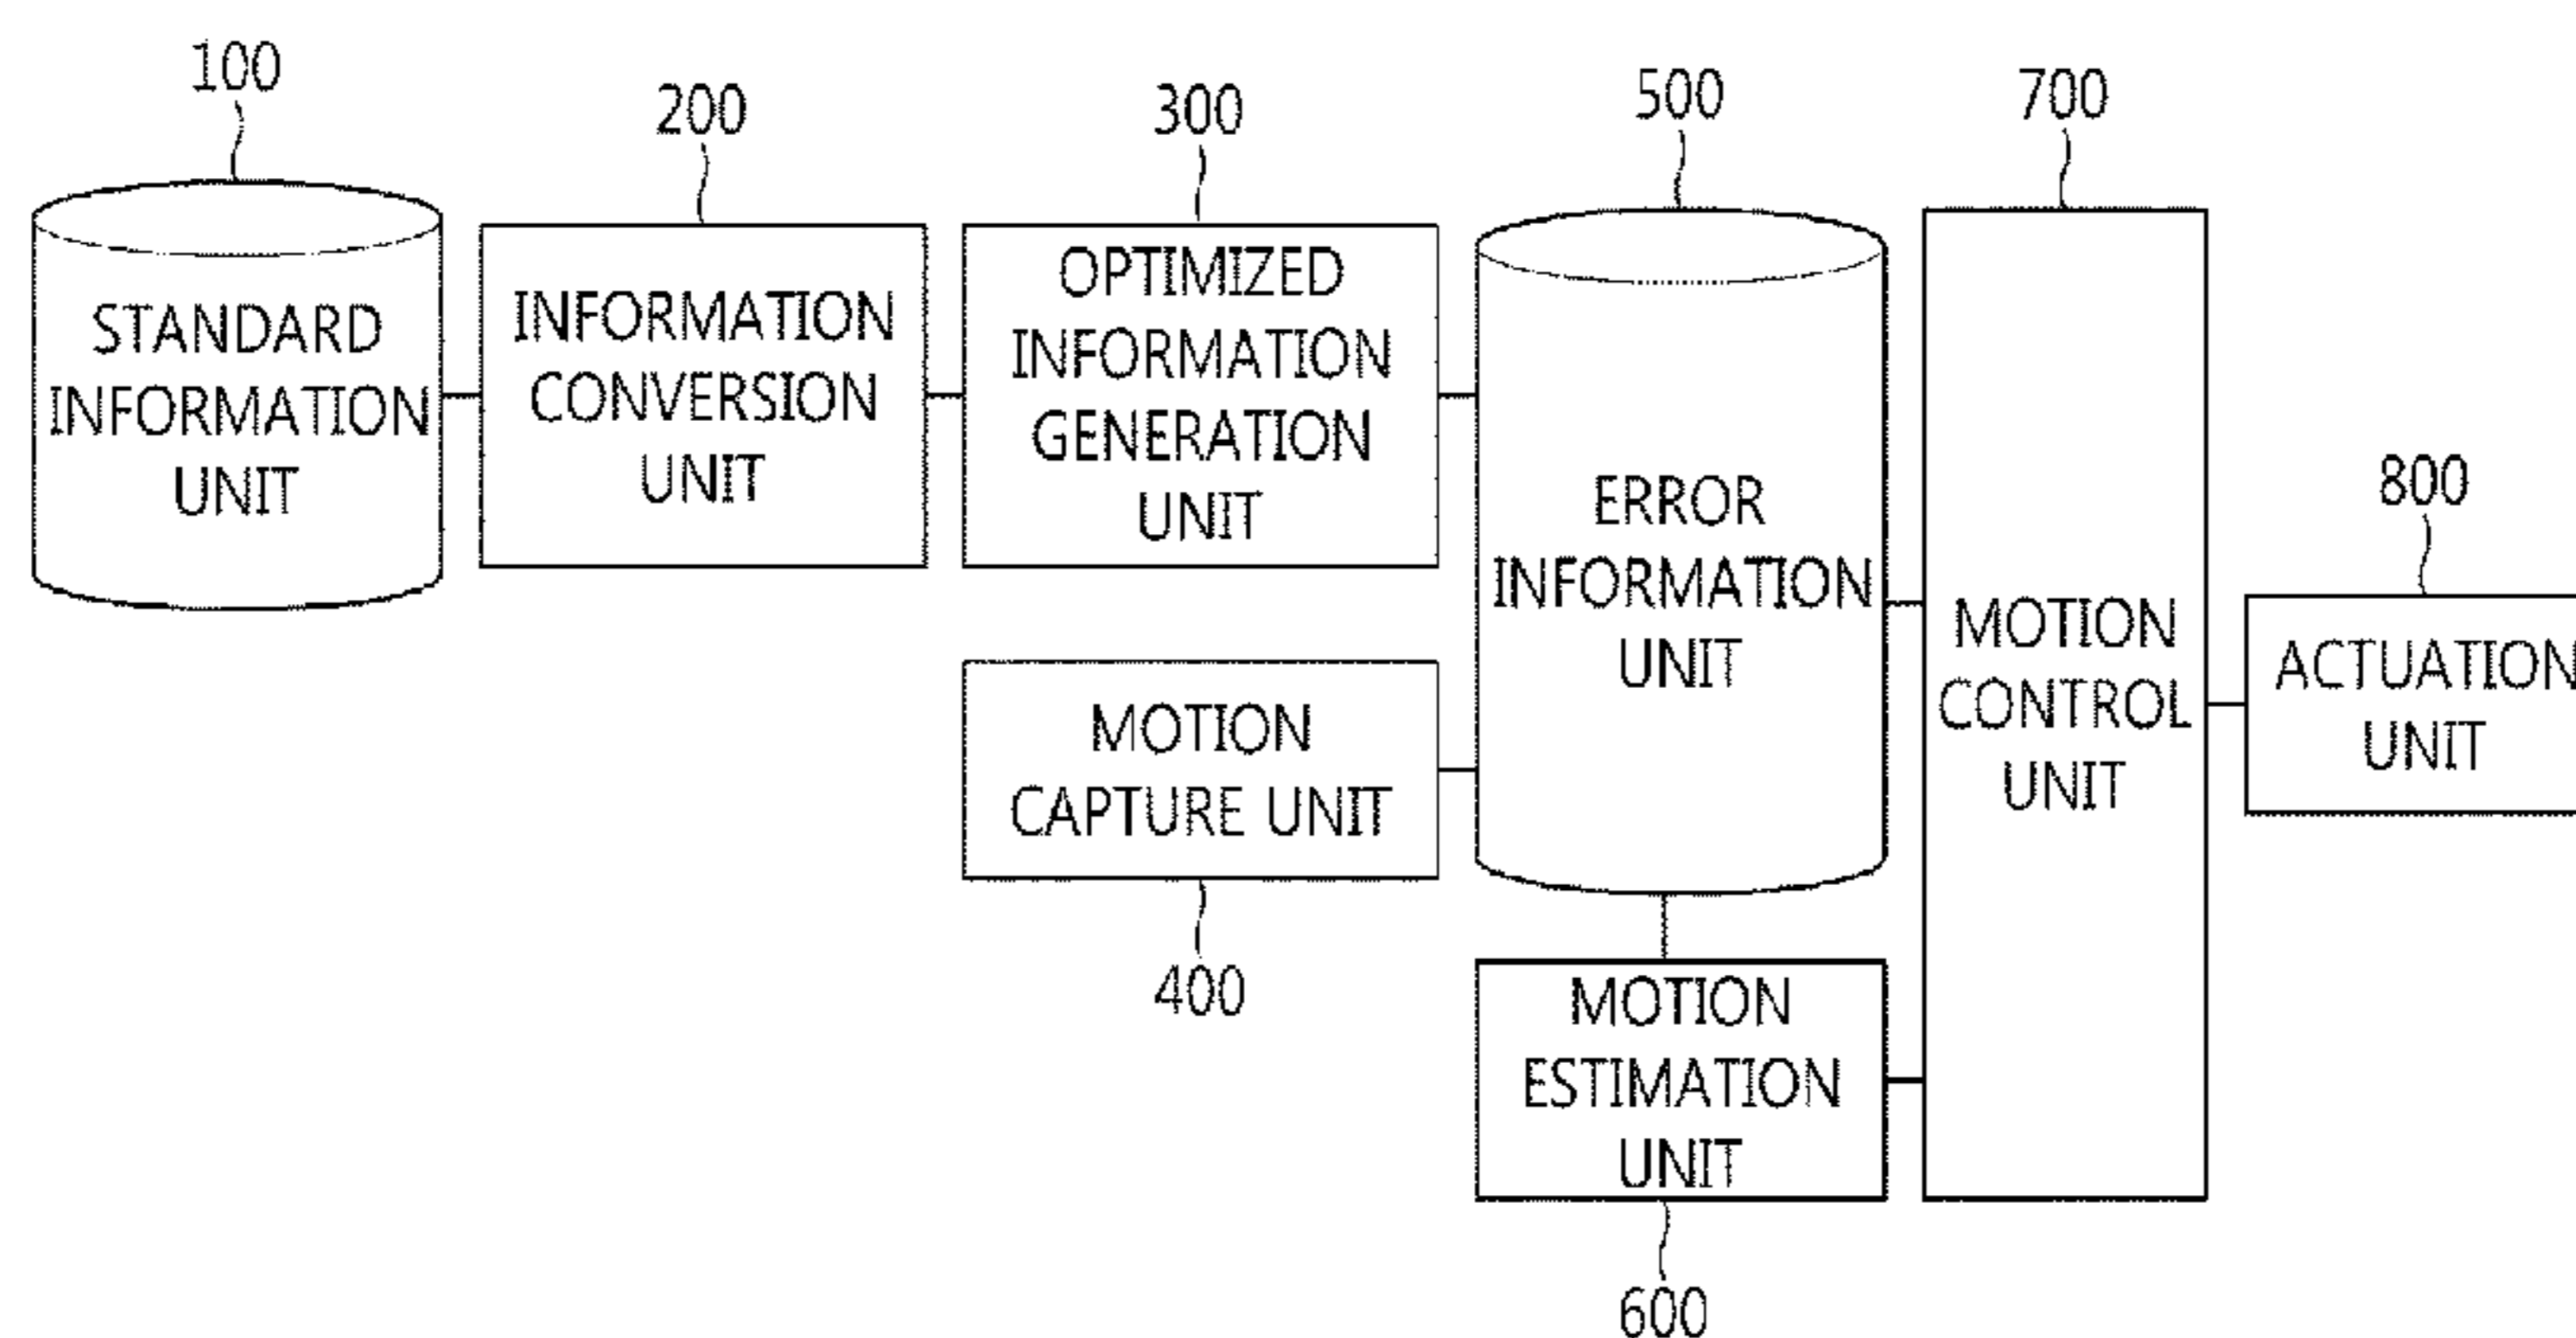 100
STANDARD
INFORMATION
UNIT
200
INFORMATION
CONVERSION
UNIT
300
OPTIMIZED
INFORMATION
GENERATION
UNIT
MOTION
CAPTURE UNIT
400
500
ERROR
INFORMATION
UNIT
MOTION
ESTIMATION
UNIT
600
700
MOTION
CONTROL
UNIT
800
ACTUATION
UNIT